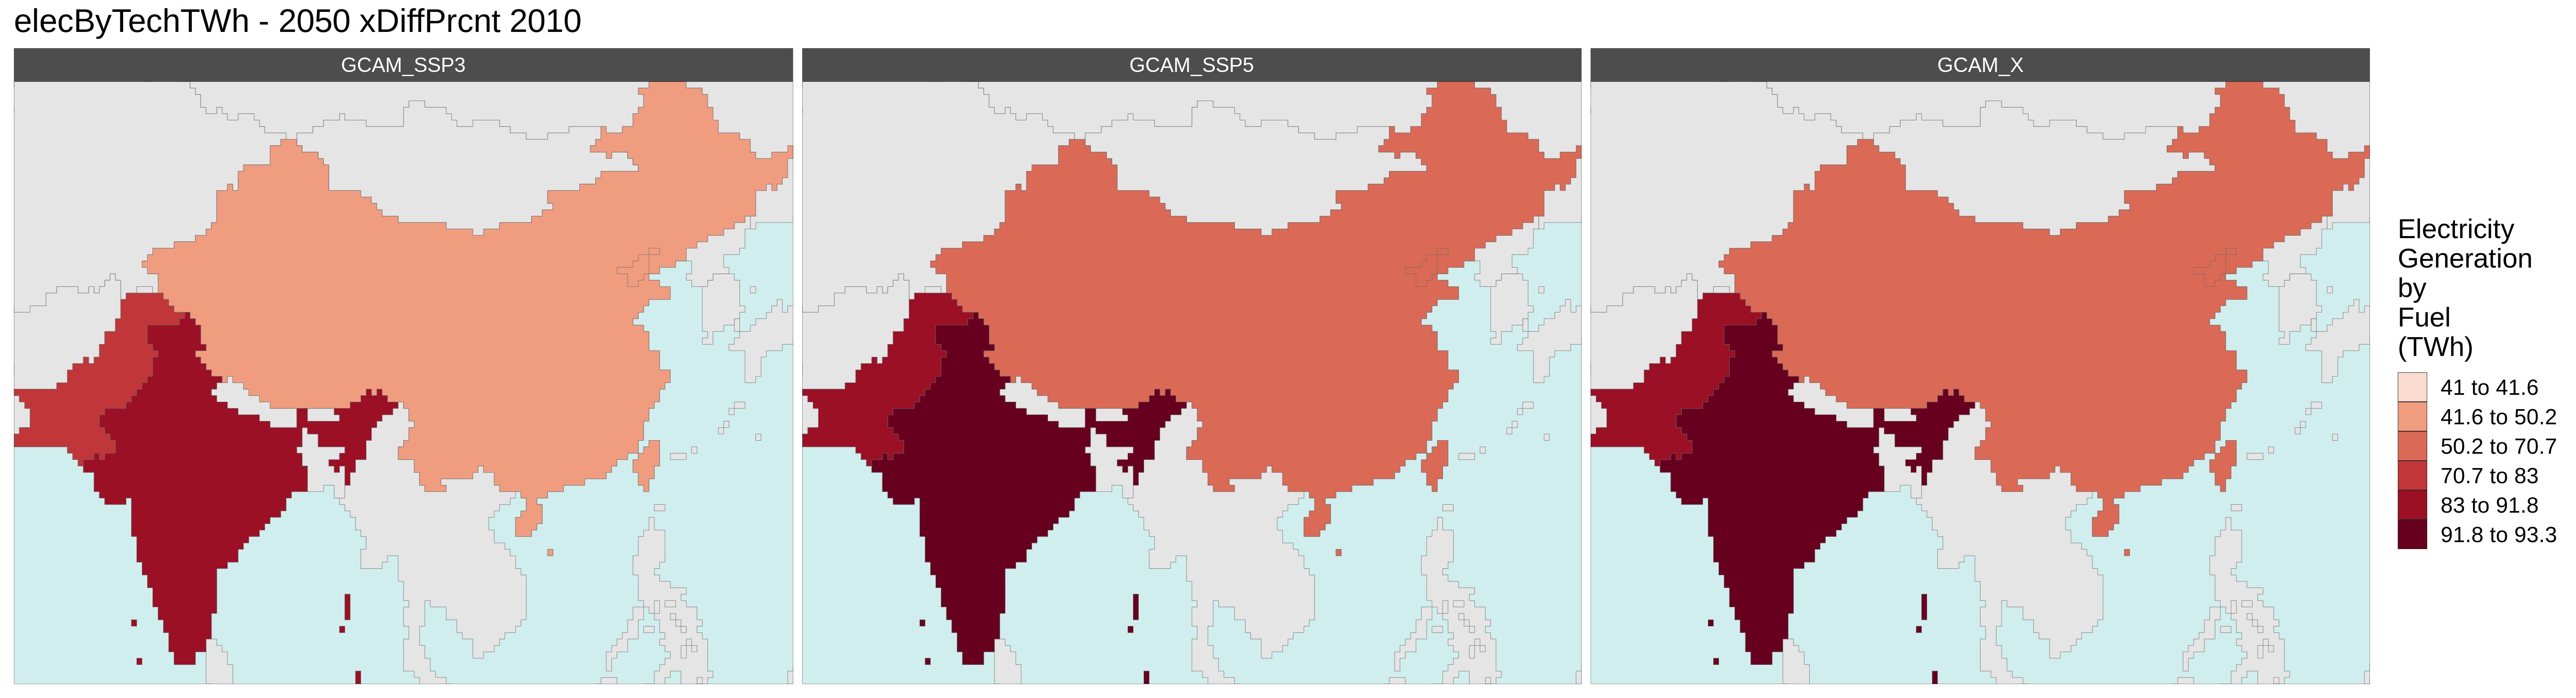 elecByTechTWh - 2050 xDiffPrcnt 2010
GCAM_SSP3
GCAM_SSP5
GCAM_X
Electricity
Generation
by
Fuel
(TWh)
41 to 41.6
41.6 to 50.2
50.2 to 70.7
70.7 to 83
83 to 91.8
91.8 to 93.3